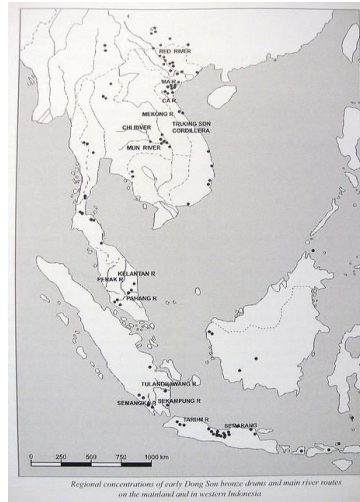 RED RIVER
MA R
CA R
MEKONG R.
TRUONG SON
CORDILLERA
CHI RIVER
MUN RIVER
KELANTAN R
PERAK R
PAHANG R
TULANGBAWANG R
SEMANGKA R
SEKAMPUNG R
TARUM R
SEMARANG
0 250 500 750 1000 km
Regional concentrations of early Dong Son bronze drums and main river routes
on the mainland and in western Indonesia